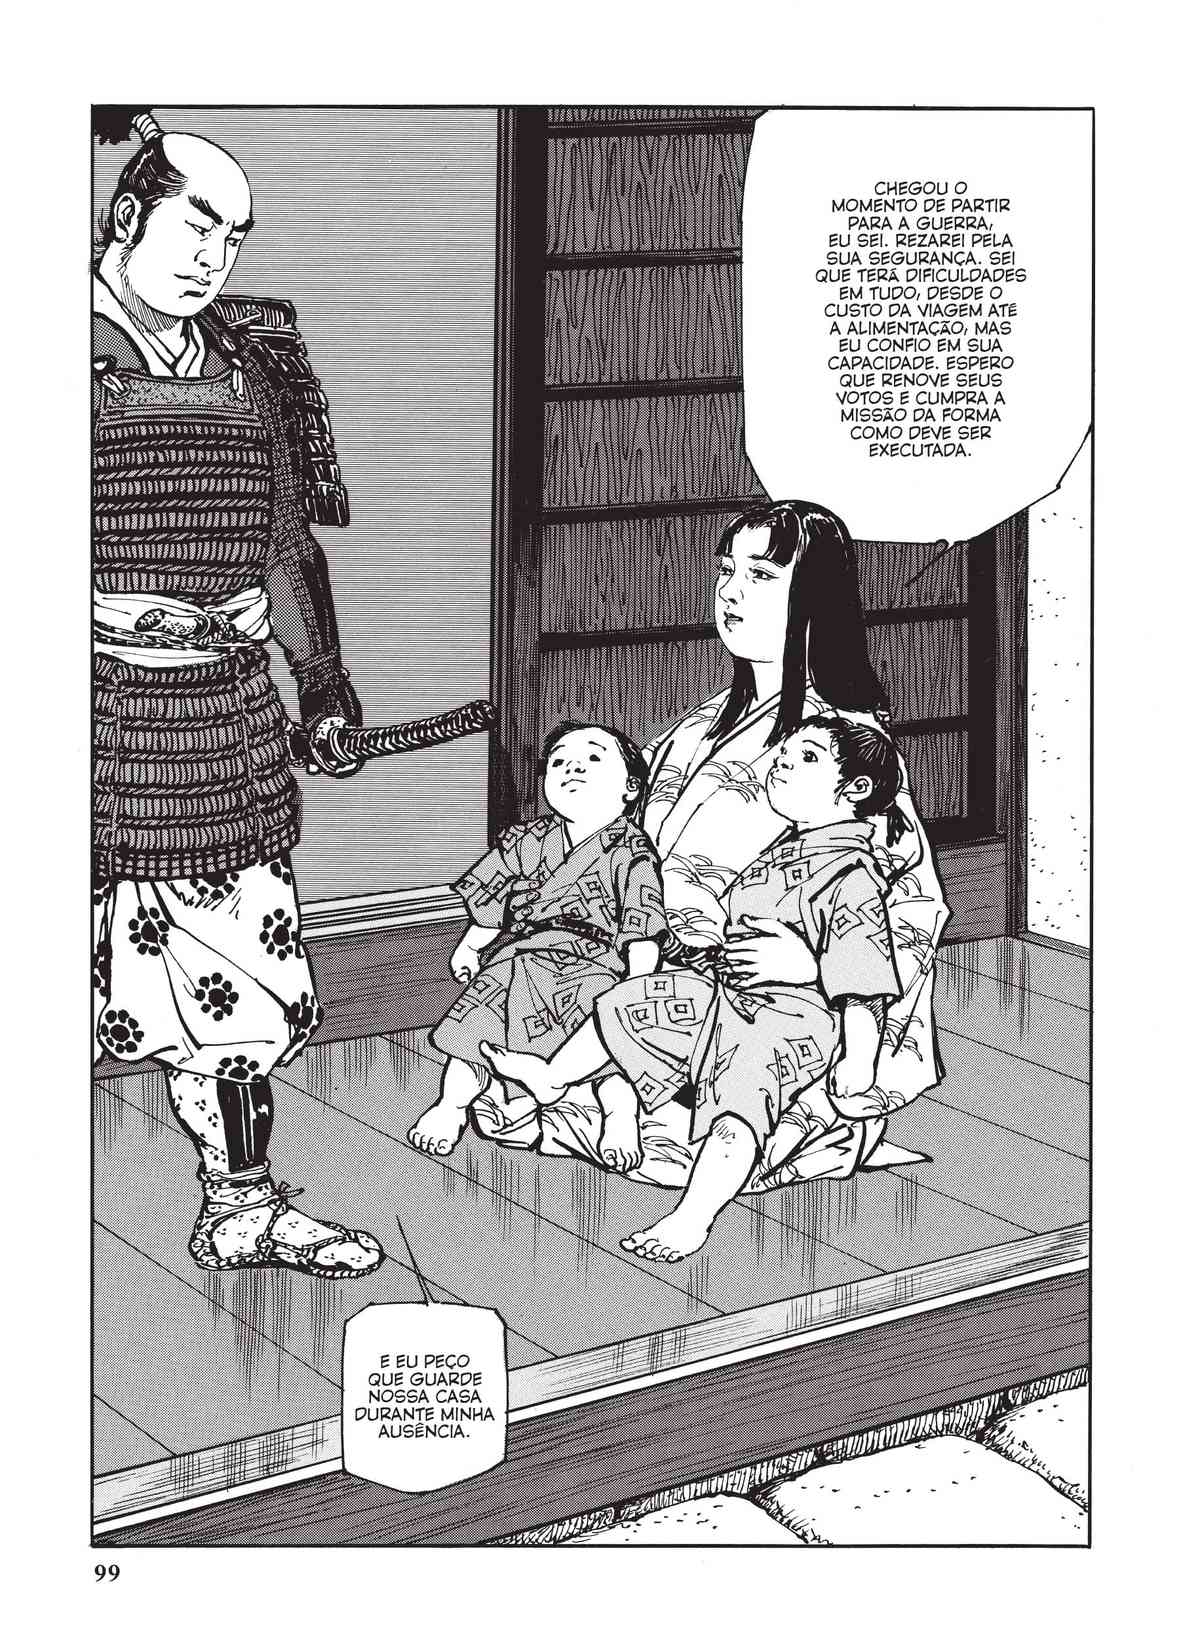 CHEGOU O
MOMENTO DE PARTIR
PARA A GUERRA,
EU SEI. REZAREI PELA
SUA SEGURANÇA. SEI
QUE TERÁ DIFICULDADES
EM TUDO, DESDE O
CUSTO DA VIAGEM ATÉ
A ALIMENTAÇÃO, MAS
EU CONFIO EM SUA
CAPACIDADE. ESPERO
QUE RENOVE SEUS
VOTOS E CUMPRA A
MISSÃO DA FORMA
COMO DEVE SER
EXECUTADA.
E EU PEÇO
QUE GUARDE
NOSSA CASA
DURANTE MINHA
AUSÊNCIA.
99